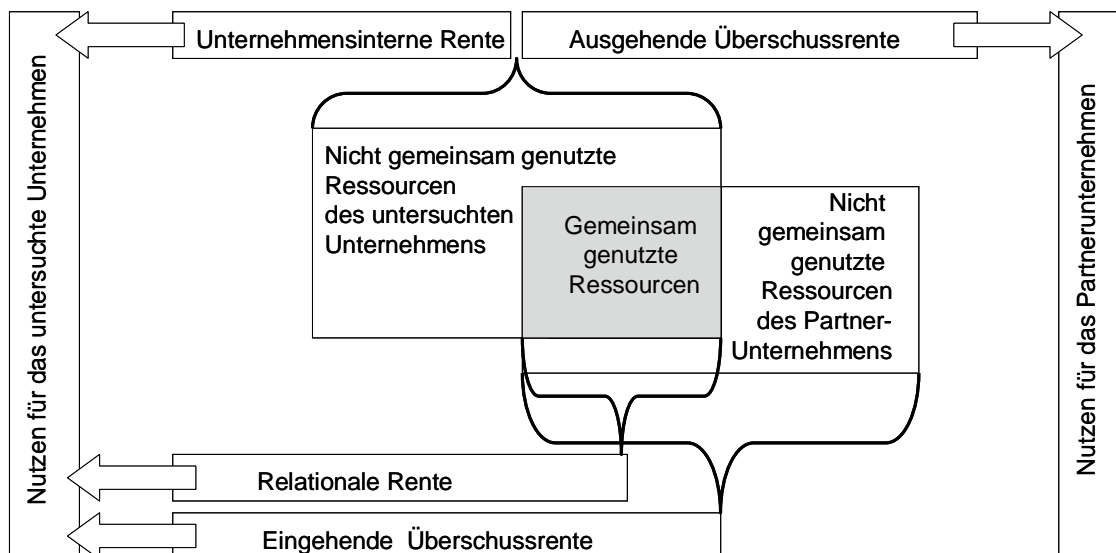 Unternehmensinterne Rente
Ausgehende Überschussrente
Nutzen für das untersuchte Unternehmen
Nutzen für das Partnerunternehmen
Nicht gemeinsam genutzte
Ressourcen
des untersuchten
Unternehmens
Gemeinsam
genutzte
Ressourcen
Nicht
gemeinsam
genutzte
Ressourcen
des Partner-
Unternehmens
Relationale Rente
Eingehende Überschussrente